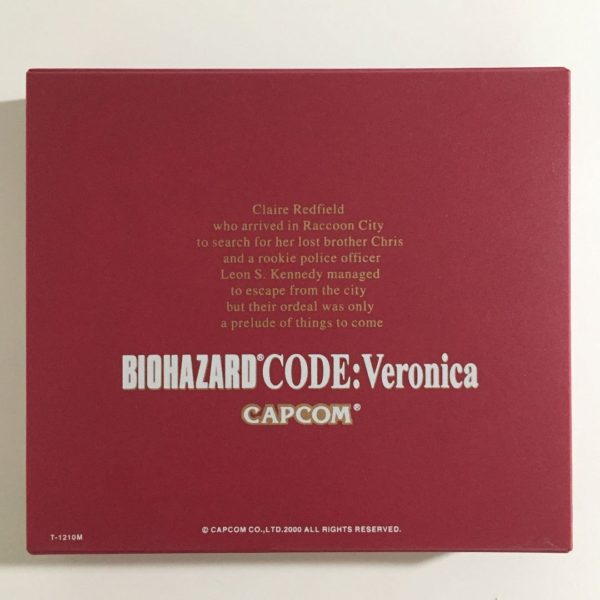 Claire Redfield
who arrived in Raccoon City
to search for her lost brother Chris
and a rookie police officer
Leon S. Kennedy managed
to escape from the city
but their ordeal was only
a prelude of things to come
BIOHAZARD® CODE:Veronica
CAPCOM®
© CAPCOM CO.,LTD.2000 ALL RIGHTS RESERVED.
T-1210M